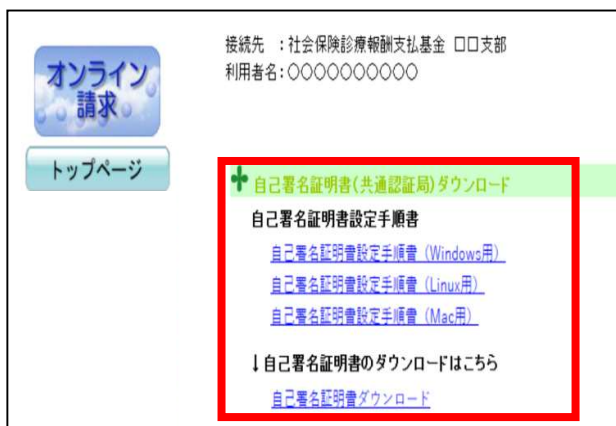 接続先 :社会保険診療報酬支払基金 口口支部
利用者名:〇〇〇〇〇〇〇〇〇〇
オンライン
請求
トップページ
自己署名証明書(共通認証局)ダウンロード
自己署名証明書設定手順書
自己署名証明書設定手順書 (Windows用)
自己署名証明書設定手順書 (Linux用)
自己署名証明書設定手順書 (Mac用)
↓自己署名証明書のダウンロードはこちら
自己署名証明書ダウンロード